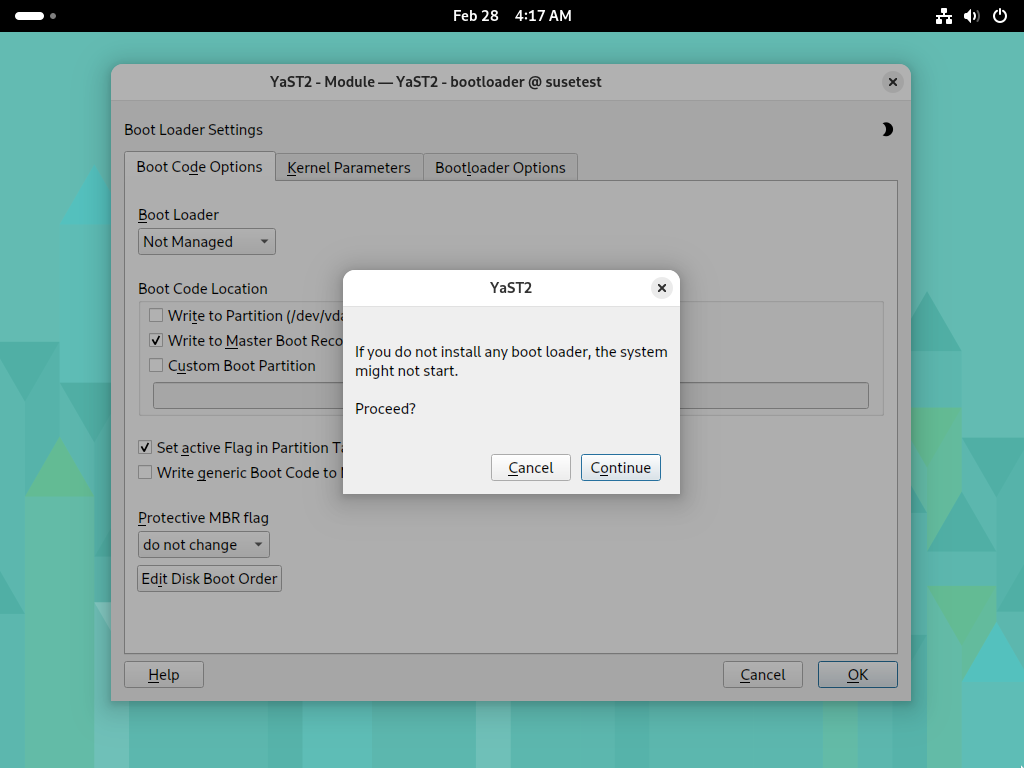 Feb 28 4:17 AM
YaST2 - Module — YaST2 - bootloader @ susetest
Boot Loader Settings
Boot Code Options
Kernel Parameters
Bootloader Options
Boot Loader
Not Managed
Boot Code Location
Write to Partition (/dev/vda
Write to Master Boot Reco
Custom Boot Partition
Set active Flag in Partition Ta
Write generic Boot Code to
YaST2
If you do not install any boot loader, the system
might not start.
Proceed?
Cancel
Continue
Protective MBR flag
do not change
Edit Disk Boot Order
Help
Cancel
OK